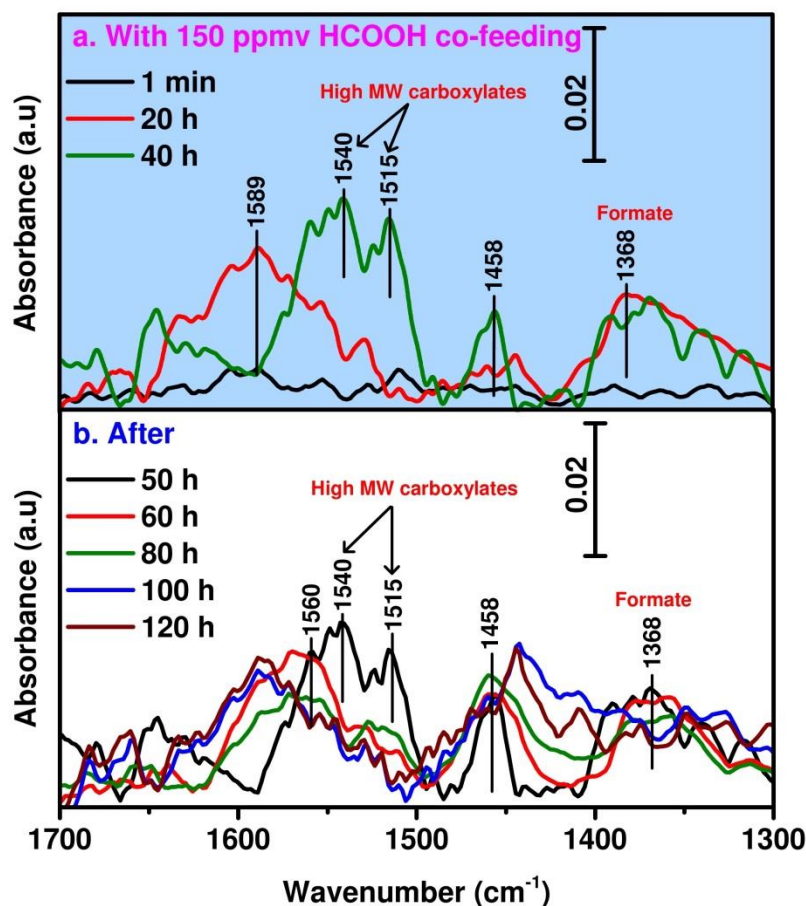 a. With 150 ppmv HCOOH co-feeding
1 min
20 h
40 h
High MW carboxylates
0.02
1589
1540
1515
1458
Formate
1368
Absorbance (a.u)
b. After
50 h
60 h
80 h
100 h
120 h
High MW carboxylates
0.02
1560
1540
1515
1458
Formate
1368
Absorbance (a.u)
1700 1600 1500 1400 1300
Wavenumber (cm⁻¹)